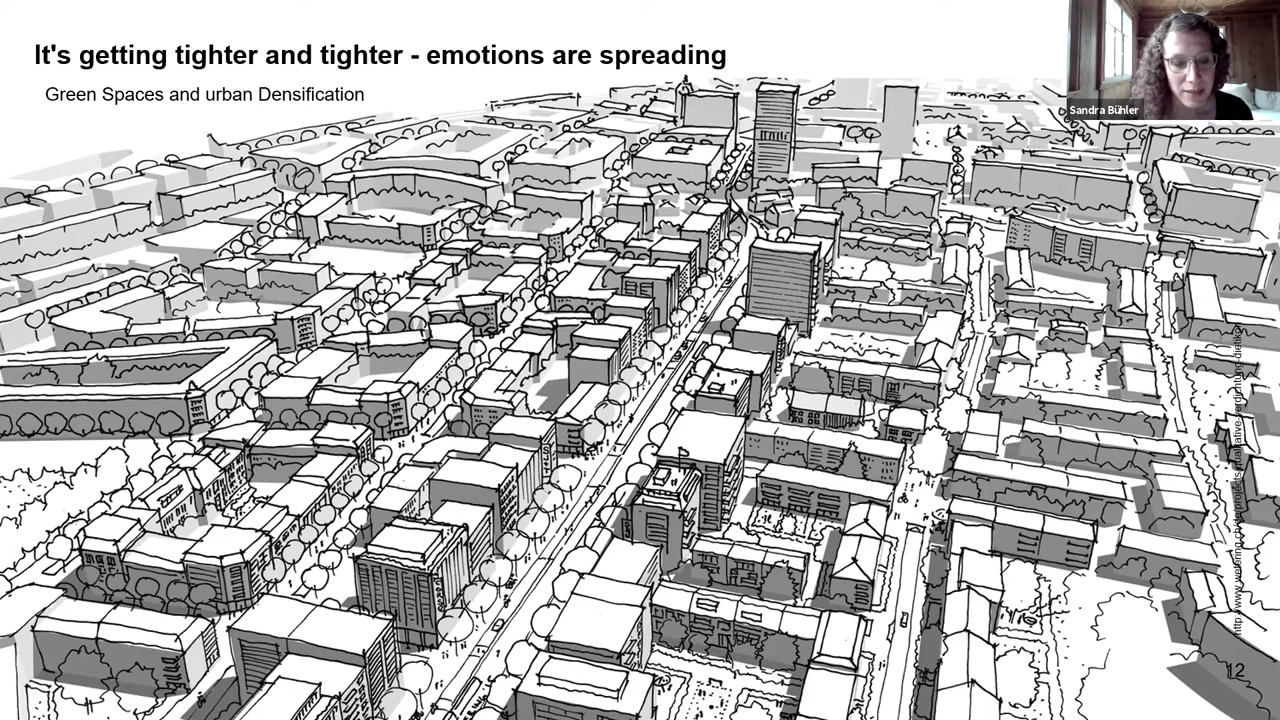 It's getting tighter and tighter - emotions are spreading
Green Spaces and urban Densification
Sandra Bühler
12